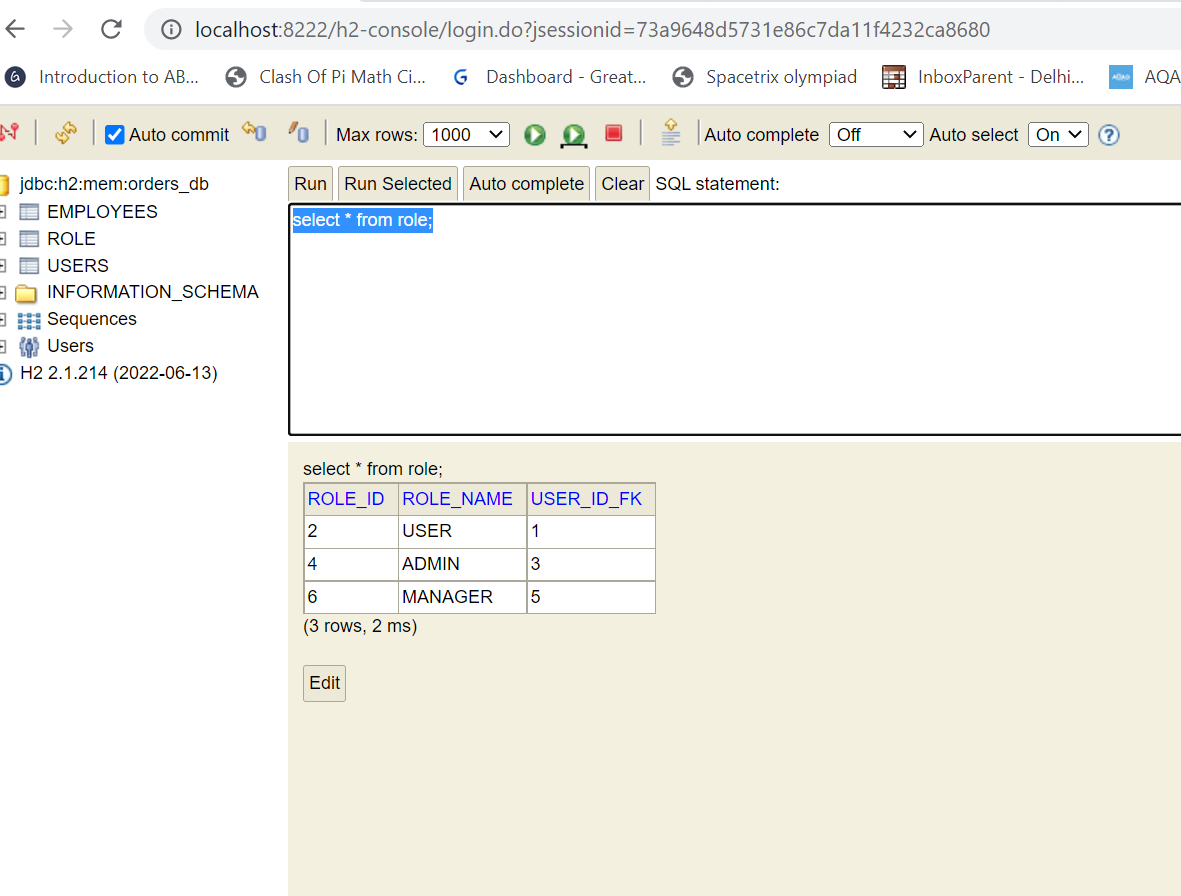 localhost:8222/h2-console/login.do?jsessionid=73a9648d5731e86c7da11f4232ca8680
Introduction to AB... Clash Of Pi Math Ci... G Dashboard - Great... Spacetrix olympiad InboxParent - Delhi... AQA
Auto commit Max rows: 1000 Auto complete Off Auto select On ?
jdbc:h2:mem:orders_db
EMPLOYEES
ROLE
USERS
INFORMATION_SCHEMA
Sequences
Users
H2 2.1.214 (2022-06-13)
Run Run Selected Auto complete Clear SQL statement:
select * from role;
select * from role;
ROLE_ID ROLE_NAME USER_ID_FK
2 USER 1
4 ADMIN 3
6 MANAGER 5
(3 rows, 2 ms)
Edit